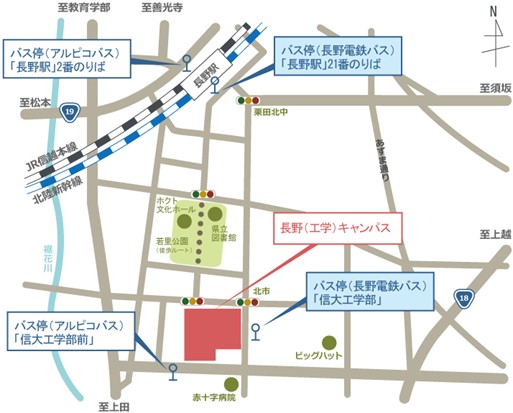 至教育学部
至善光寺
N
バス停（アルピコバス）
「長野駅」2番のりば
長野駅
バス停（長野電鉄バス）
「長野駅」21番のりば
至松本
19
栗田北中
至須坂
JR信越本線
北陸新幹線
あずま通り
ホクト
文化ホール
県立
図書館
若里公園
（徒歩ルート）
長野（工学）キャンパス
至上越
裾花川
北市
バス停（長野電鉄バス）
「信大工学部」
18
バス停（アルピコバス）
「信大工学部前」
ビッグハット
赤十字病院
至上田